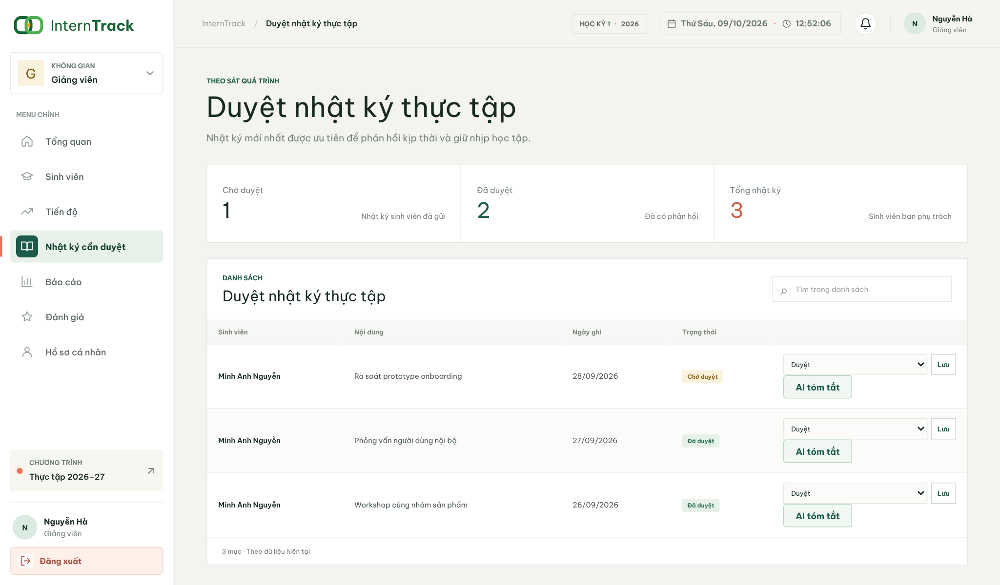 InternTrack
KHÔNG GIAN
G
Giảng viên
MENU CHÍNH
Tổng quan
Sinh viên
Tiến độ
Nhật ký cần duyệt
Báo cáo
Đánh giá
Hồ sơ cá nhân
CHƯƠNG TRÌNH
Thực tập 2026–27
N
Nguyễn Hà
Giảng viên
Đăng xuất
InternTrack / Duyệt nhật ký thực tập
HỌC KỲ 1 · 2026
Thứ Sáu, 09/10/2026 · 12:52:06
N
Nguyễn Hà
Giảng viên
THEO SÁT QUÁ TRÌNH
Duyệt nhật ký thực tập
Nhật ký mới nhất được ưu tiên để phản hồi kịp thời và giữ nhịp học tập.
Chờ duyệt
1
Nhật ký sinh viên đã gửi
Đã duyệt
2
Đã có phản hồi
Tổng nhật ký
3
Sinh viên bạn phụ trách
DANH SÁCH
Duyệt nhật ký thực tập
Tìm trong danh sách
Sinh viên Nội dung Ngày ghi Trạng thái
Minh Anh Nguyễn Rà soát prototype onboarding 28/09/2026 Chờ duyệt Duyệt Lưu
AI tóm tắt
Minh Anh Nguyễn Phỏng vấn người dùng nội bộ 27/09/2026 Đã duyệt Duyệt Lưu
AI tóm tắt
Minh Anh Nguyễn Workshop cùng nhóm sản phẩm 26/09/2026 Đã duyệt Duyệt Lưu
AI tóm tắt
3 mục · Theo dữ liệu hiện tại